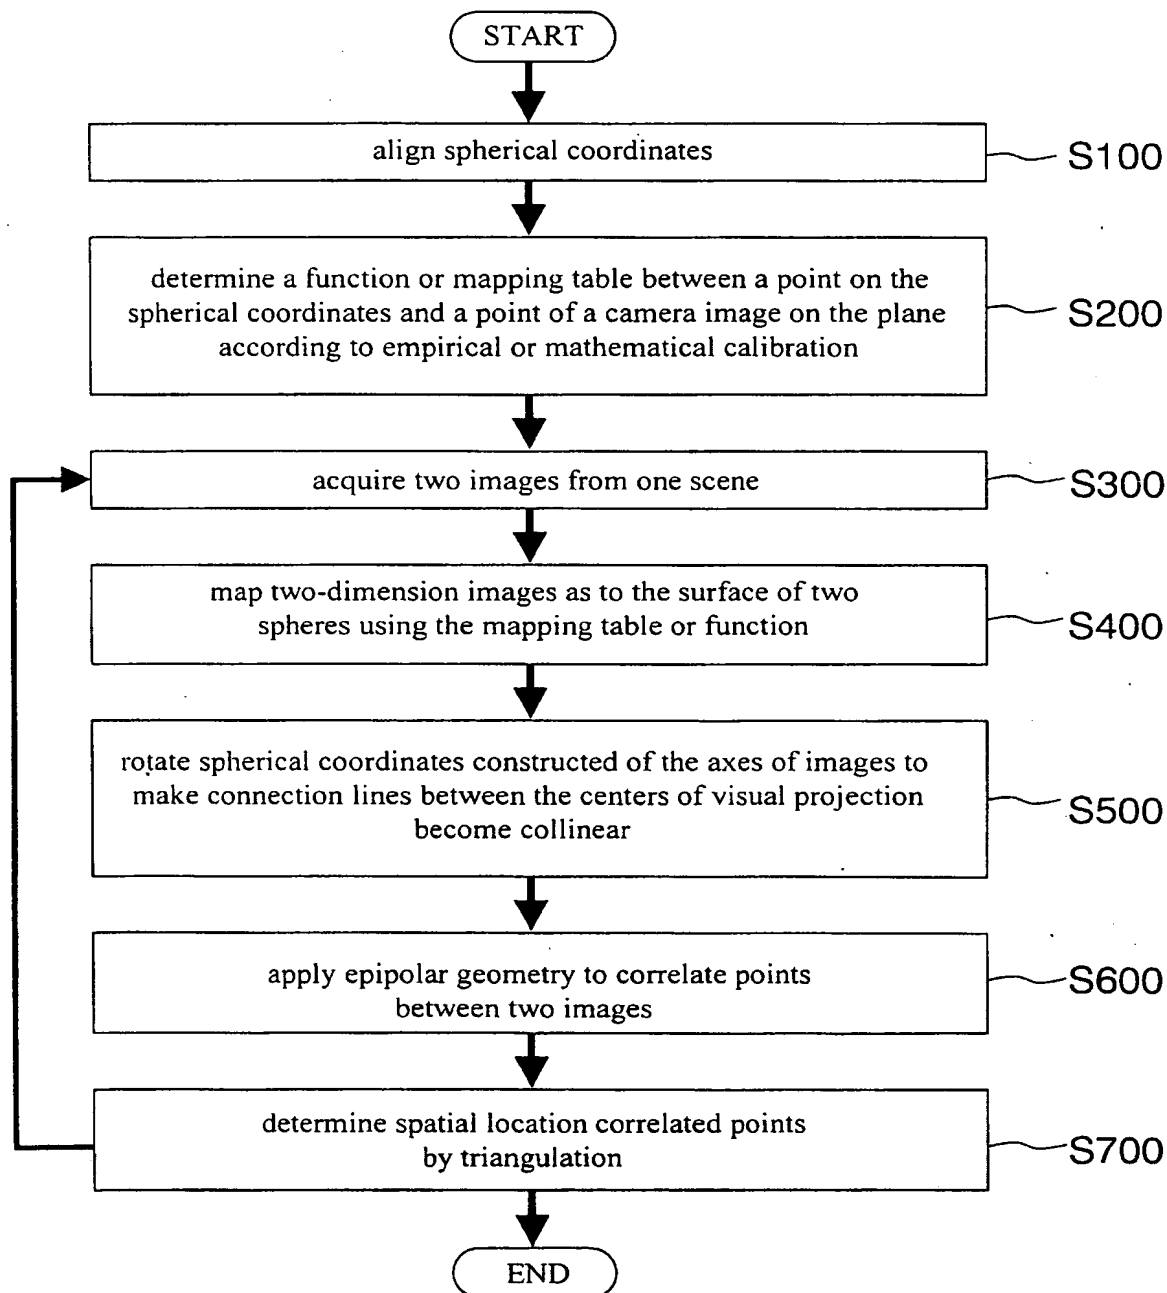 START
align spherical coordinates
S100
determine a function or mapping table between a point on the
spherical coordinates and a point of a camera image on the plane
according to empirical or mathematical calibration
S200
acquire two images from one scene
S300
map two-dimension images as to the surface of two
spheres using the mapping table or function
S400
rotate spherical coordinates constructed of the axes of images to
make connection lines between the centers of visual projection
become collinear
S500
apply epipolar geometry to correlate points
between two images
S600
determine spatial location correlated points
by triangulation
S700
END